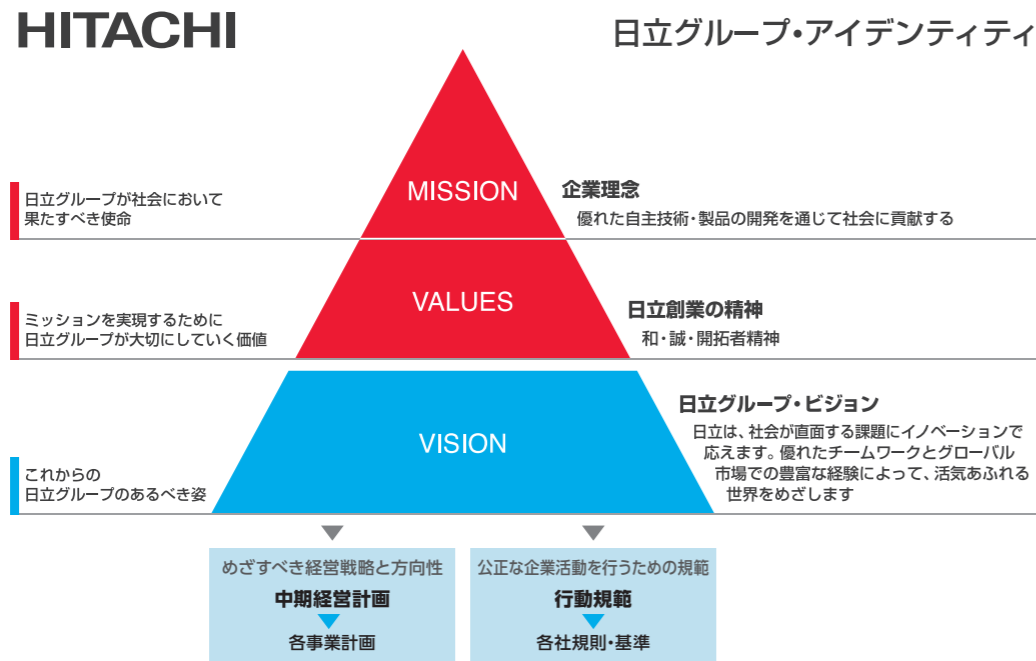 HITACHI
日立グループ・アイデンティティ
日立グループが社会において
果たすべき使命
MISSION
企業理念
優れた自主技術・製品の開発を通じて社会に貢献する
ミッションを実現するために
日立グループが大切にしていく価値
VALUES
日立創業の精神
和・誠・開拓者精神
これからの
日立グループのあるべき姿
VISION
日立グループ・ビジョン
日立は、社会が直面する課題にイノベーションで
応えます。優れたチームワークとグローバル
市場での豊富な経験によって、活気あふれる
世界をめざします
めざすべき経営戦略と方向性
中期経営計画
各事業計画
公正な企業活動を行うための規範
行動規範
各社規則・基準